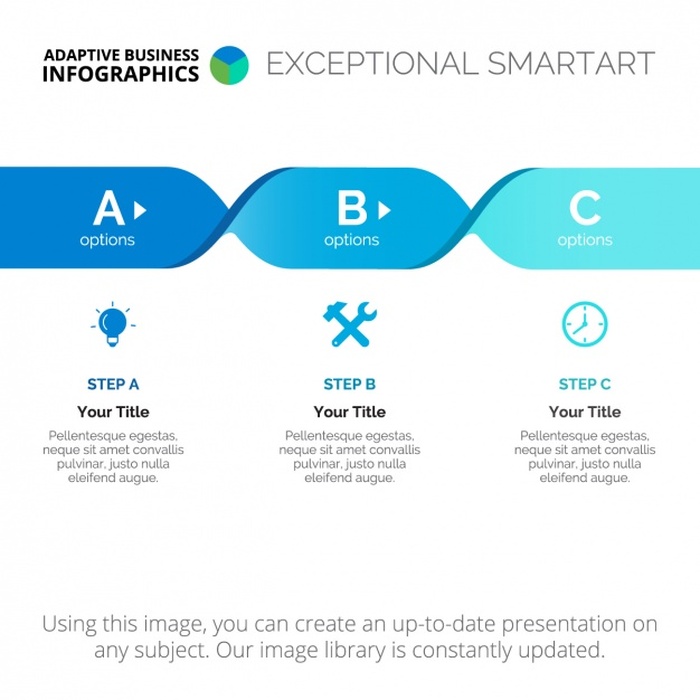 ADAPTIVE BUSINESS
INFOGRAPHICS
EXCEPTIONAL SMARTART
A
options
B
options
C
options
STEP A
Your Title
Pellentesque egestas,
neque sit amet convallis
pulvinar, justo nulla
eleifend augue.
STEP B
Your Title
Pellentesque egestas,
neque sit amet convallis
pulvinar, justo nulla
eleifend augue.
STEP C
Your Title
Pellentesque egestas,
neque sit amet convallis
pulvinar, justo nulla
eleifend augue.
Using this image, you can create an up-to-date presentation on
any subject. Our image library is constantly updated.